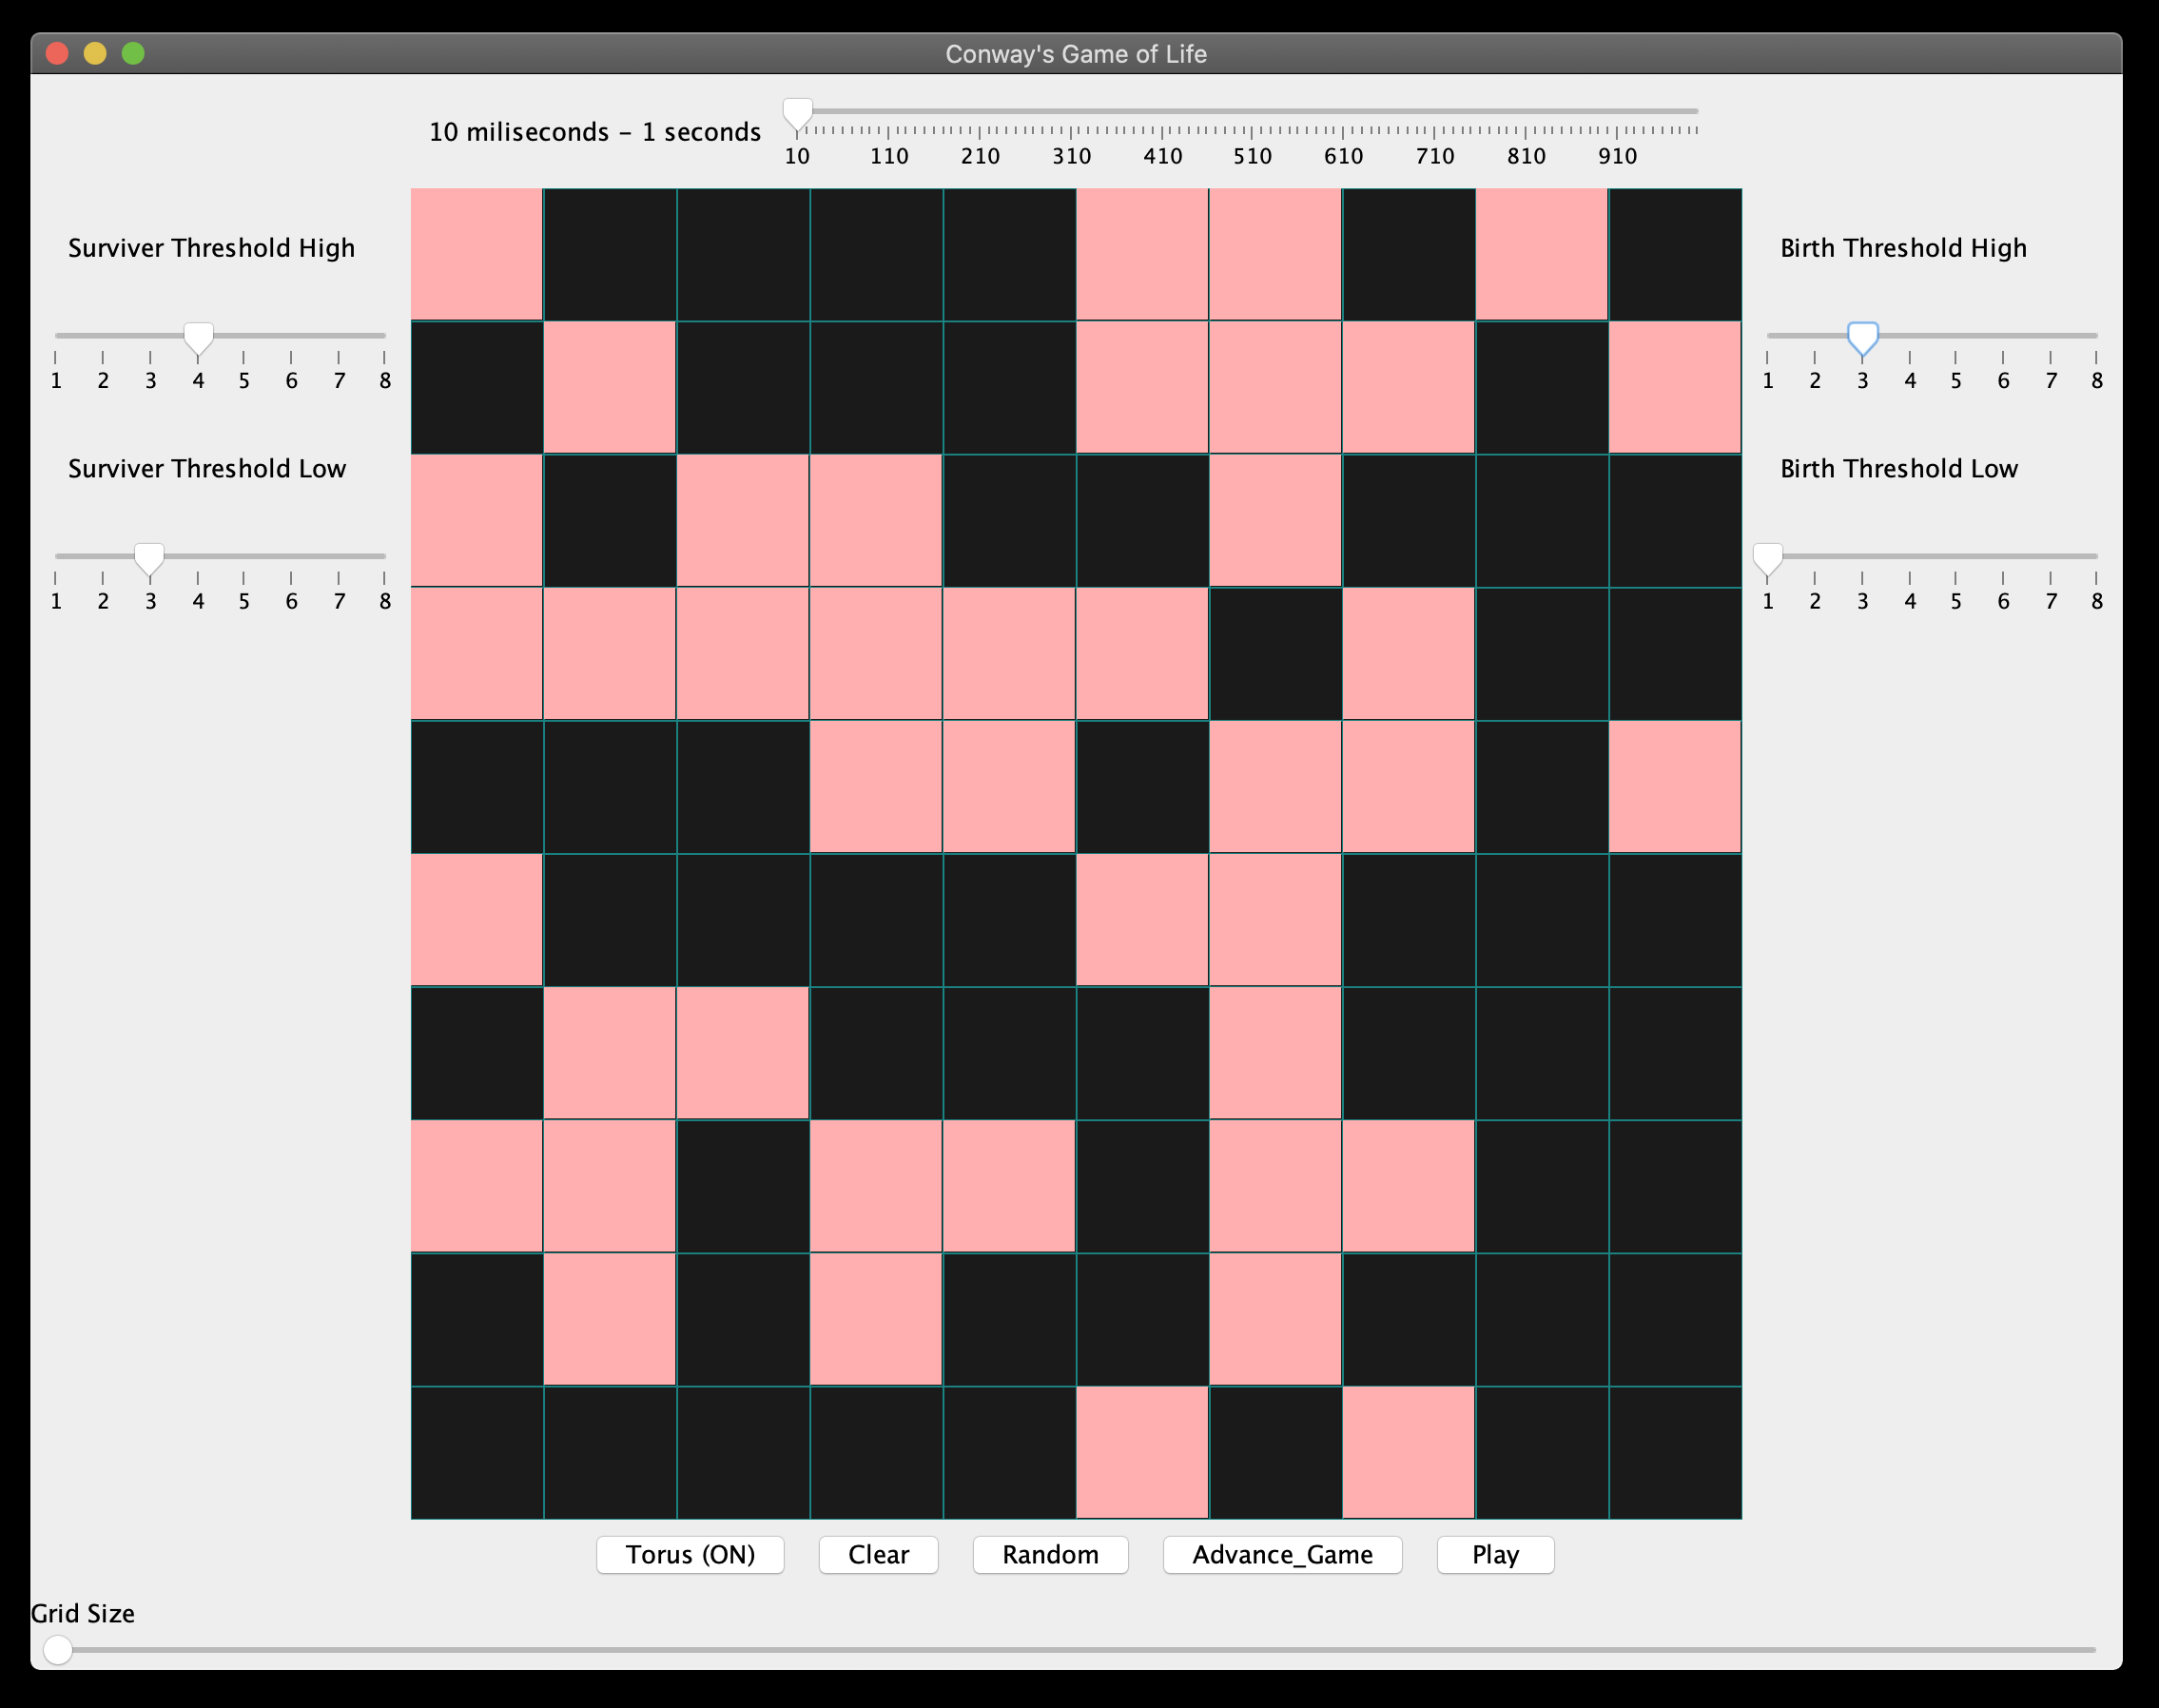 Conway's Game of Life
10 miliseconds - 1 seconds
10 110 210 310 410 510 610 710 810 910
Surviver Threshold High
1 2 3 4 5 6 7 8
Surviver Threshold Low
1 2 3 4 5 6 7 8
Birth Threshold High
1 2 3 4 5 6 7 8
Birth Threshold Low
1 2 3 4 5 6 7 8
Torus (ON) Clear Random Advance_Game Play
Grid Size